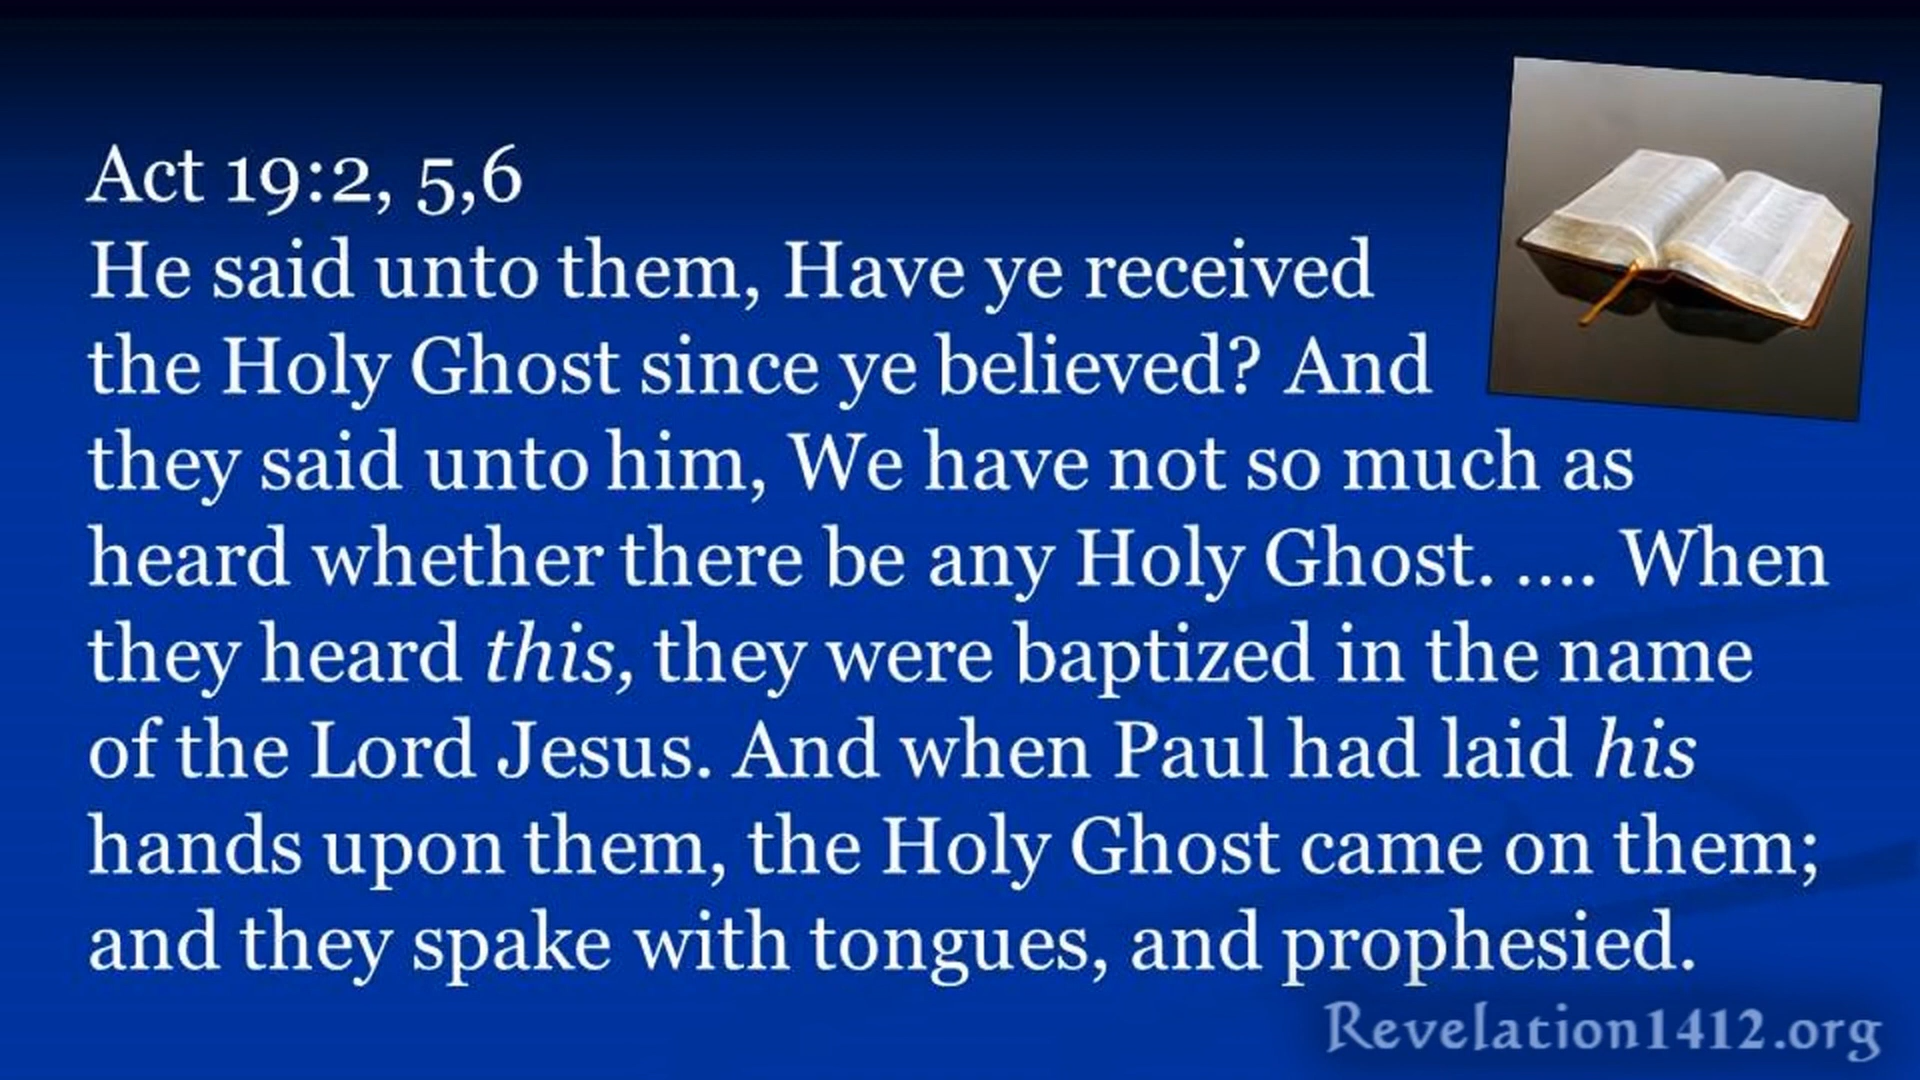 Act 19:2, 5,6
He said unto them, Have ye received
the Holy Ghost since ye believed? And
they said unto him, We have not so much as
heard whether there be any Holy Ghost. .... When
they heard this, they were baptized in the name
of the Lord Jesus. And when Paul had laid his
hands upon them, the Holy Ghost came on them;
and they spake with tongues, and prophesied.
Revelation1412.org